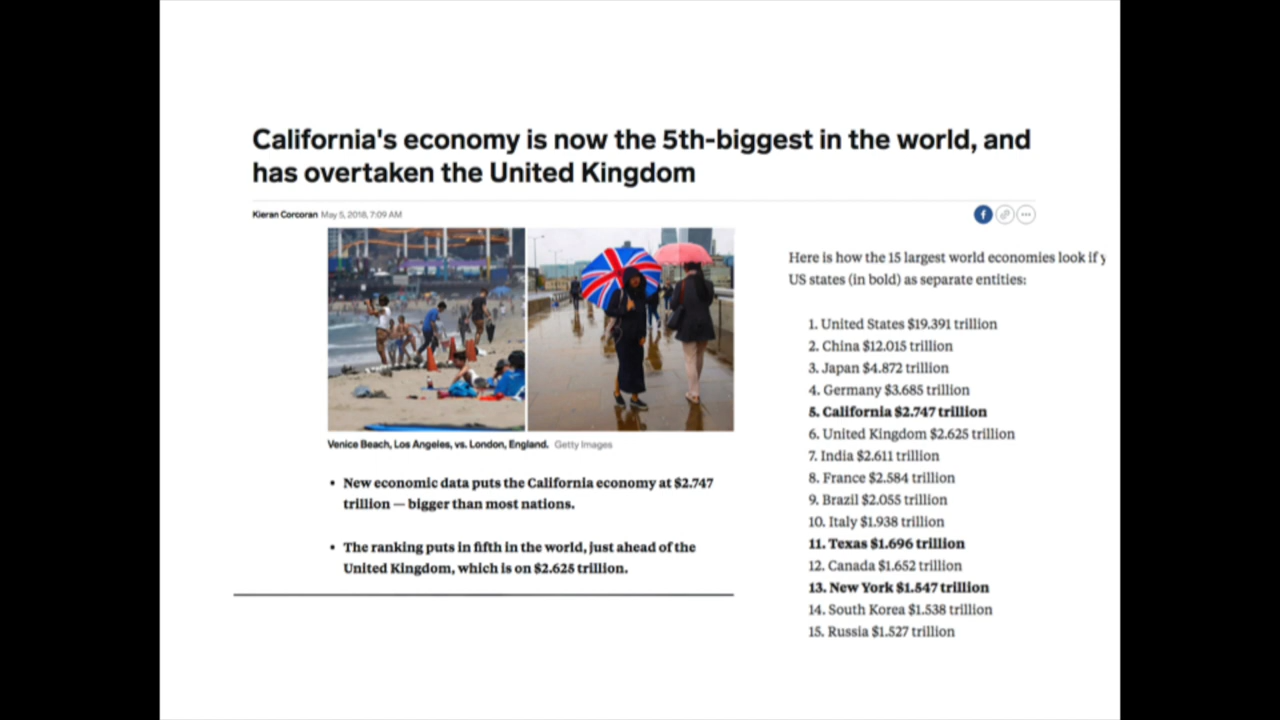 California's economy is now the 5th-biggest in the world, and
has overtaken the United Kingdom
Kieran Corcoran May 5, 2018, 7:09 AM
Venice Beach, Los Angeles, vs. London, England. Getty Images
• New economic data puts the California economy at $2.747
trillion — bigger than most nations.
• The ranking puts in fifth in the world, just ahead of the
United Kingdom, which is on $2.625 trillion.
Here is how the 15 largest world economies look if
US states (in bold) as separate entities:
1. United States $19.391 trillion
2. China $12.015 trillion
3. Japan $4.872 trillion
4. Germany $3.685 trillion
5. California $2.747 trillion
6. United Kingdom $2.625 trillion
7. India $2.611 trillion
8. France $2.584 trillion
9. Brazil $2.055 trillion
10. Italy $1.938 trillion
11. Texas $1.696 trillion
12. Canada $1.652 trillion
13. New York $1.547 trillion
14. South Korea $1.538 trillion
15. Russia $1.527 trillion